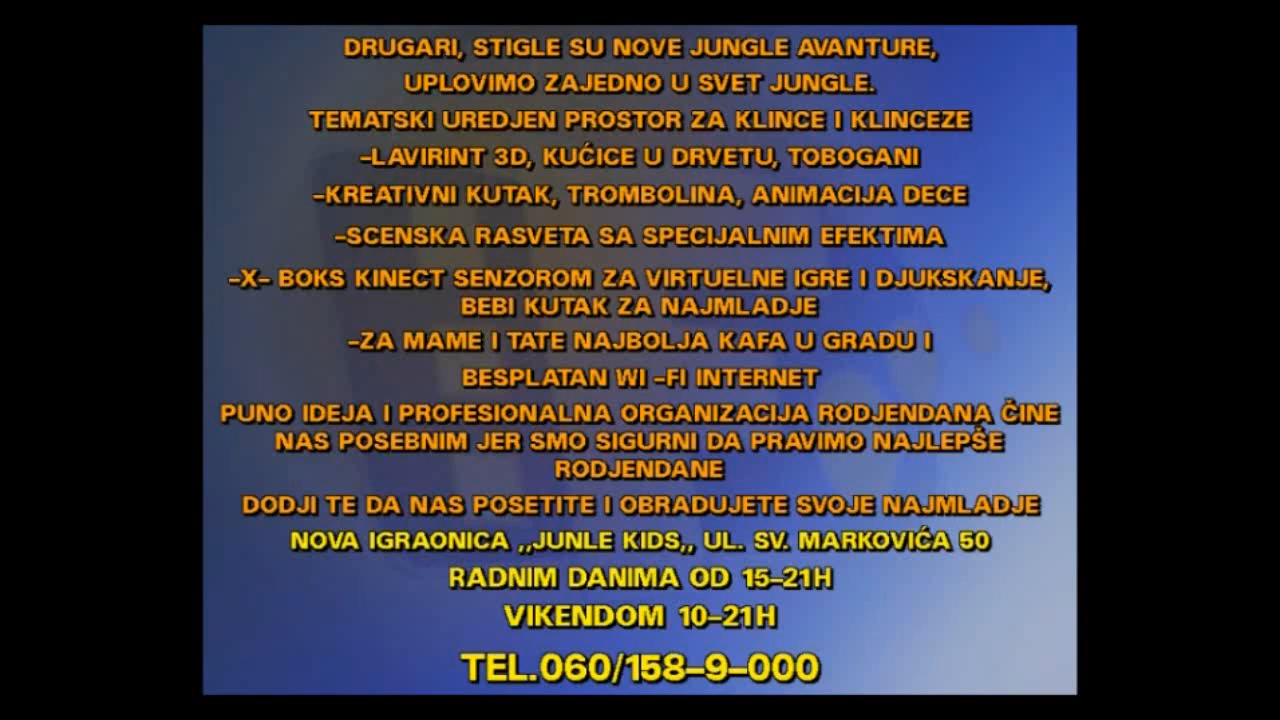 DRUGARI, STIGLE SU NOVE JUNGLE AVANTURE,
UPLOVIMO ZAJEDNO U SVET JUNGLE.
TEMATSKI UREDJEN PROSTOR ZA KLINCE I KLINCEZE
-LAVIRINT 3D, KUĆICE U DRVETU, TOBOGANI
-KREATIVNI KUTAK, TROMBOLINA, ANIMACIJA DECE
-SCENSKA RASVETA SA SPECIJALNIM EFEKTIMA
-X- BOKS KINECT SENZOROM ZA VIRTUELNE IGRE I DJUKSKANJE,
BEBI KUTAK ZA NAJMLADJE
-ZA MAME I TATE NAJBOLJA KAFA U GRADU I
BESPLATAN WI -FI INTERNET
PUNO IDEJA I PROFESIONALNA ORGANIZACIJA RODJENDANA ČINE
NAS POSEBNIM JER SMO SIGURNI DA PRAVIMO NAJLEPŠE
RODJENDANE
DODJI TE DA NAS POSETITE I OBRADUJETE SVOJE NAJMLADJE
NOVA IGRAONICA ,,JUNLE KIDS,, UL. SV. MARKOVIĆA 50
RADNIM DANIMA OD 15-21H
VIKENDOM 10-21H
TEL.060/158-9-000